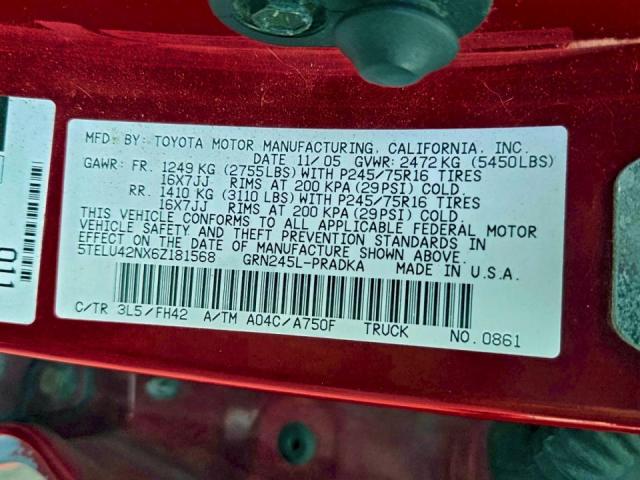 MFD. BY: TOYOTA MOTOR MANUFACTURING, CALIFORNIA, INC.
DATE 11/05 GVWR: 2472KG (5450LBS)
GAWR: FR. 1249 KG (2755LBS) WITH P245/75R16 TIRES
16X7JJ RIMS AT 200 KPA (29PSI) COLD.
RR. 1410 KG (3110 LBS) WITH P245/75R16 TIRES
16X7JJ RIMS AT 200 KPA (29PSI) COLD.
THIS VEHICLE CONFORMS TO ALL APPLICABLE FEDERAL MOTOR
VEHICLE SAFETY AND THEFT PREVENTION STANDARDS IN
EFFECT ON THE DATE OF MANUFACTURE SHOWN ABOVE.
5TELU42NX6Z181568 GRN245L-PRADKA MADE IN U.S.A.
C/TR 3L5/FH42 A/TM A04C/A750F TRUCK NO. 0861
011